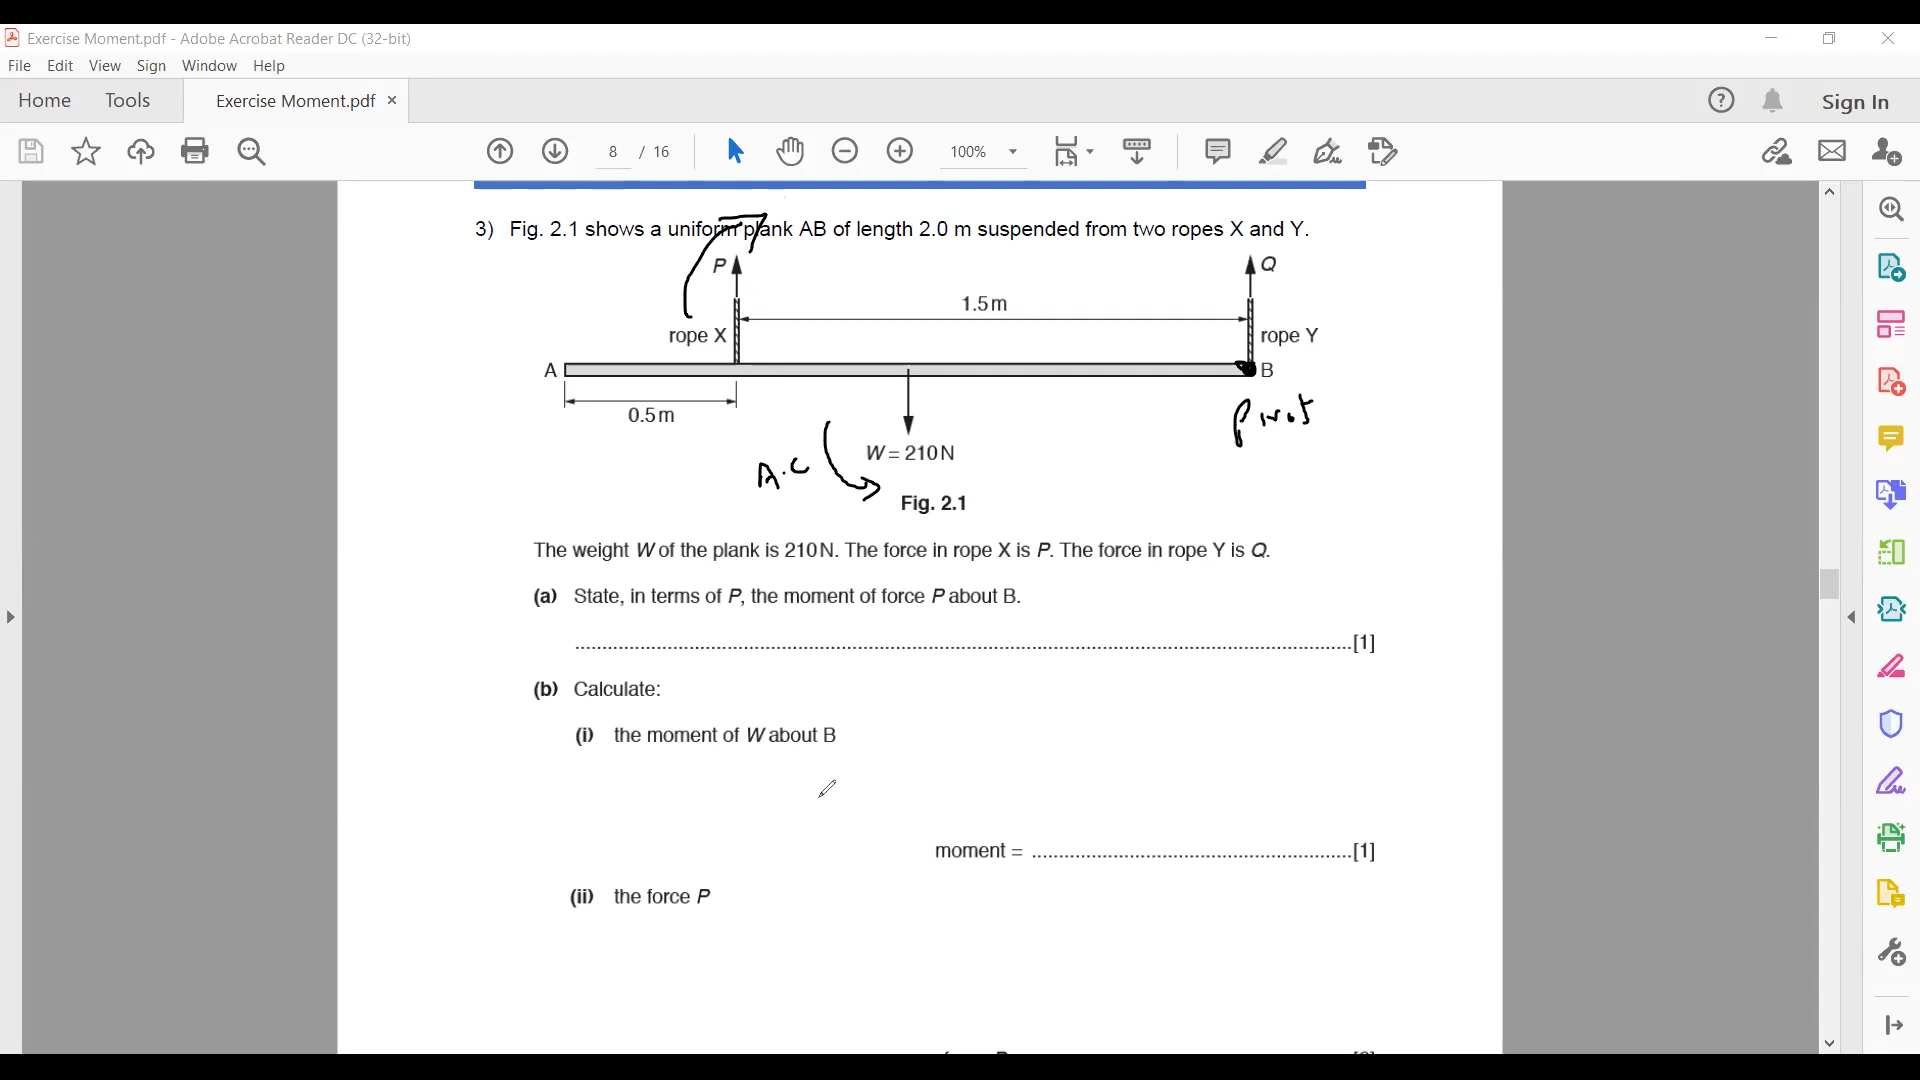 Exercise Moment.pdf - Adobe Acrobat Reader DC (32-bit)
File Edit View Sign Window Help
Home Tools Exercise Moment.pdf × Sign In
8 / 16 100%
3) Fig. 2.1 shows a uniform plank AB of length 2.0 m suspended from two ropes X and Y.
P Q
1.5 m
rope X rope Y
A B
0.5 m
Pivot
W = 210 N
A.C
Fig. 2.1
The weight W of the plank is 210 N. The force in rope X is P. The force in rope Y is Q.
(a) State, in terms of P, the moment of force P about B.
[1]
(b) Calculate:
(i) the moment of W about B
moment = [1]
(ii) the force P